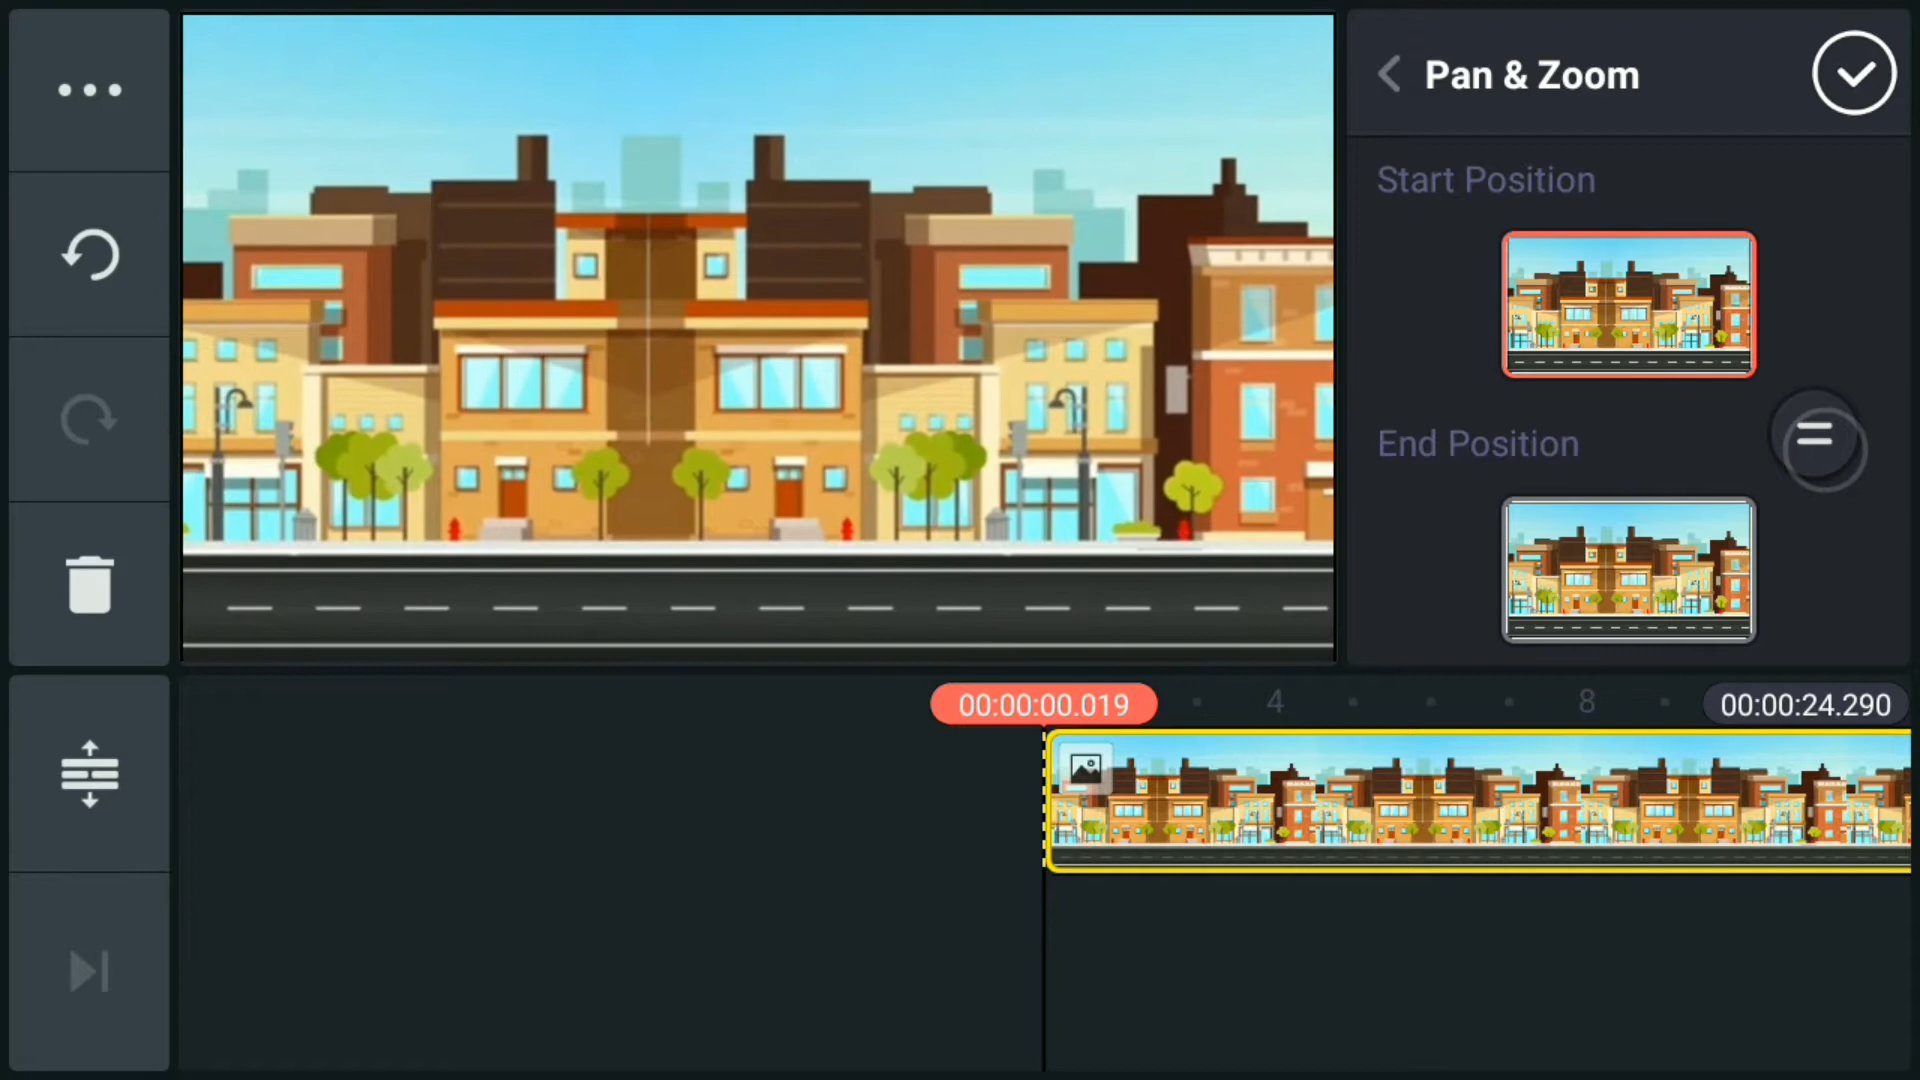 Pan & Zoom
Start Position
End Position
00:00:00.019
4
8
00:00:24.290